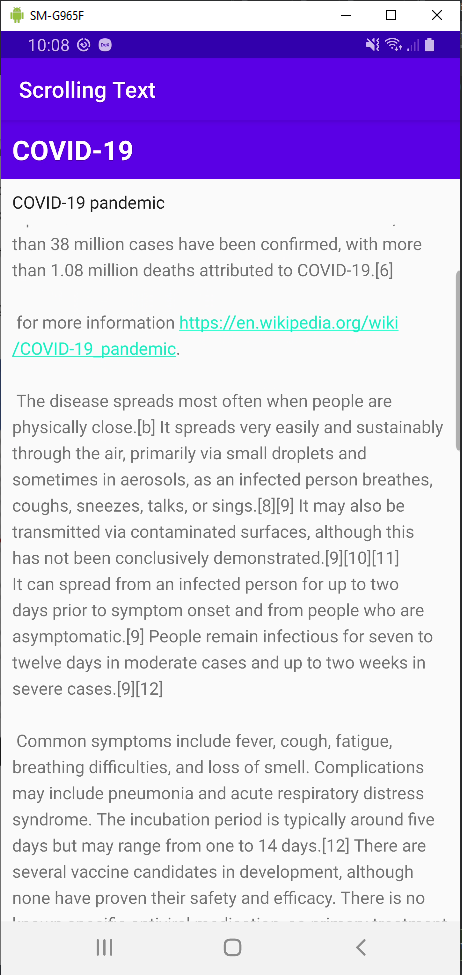 SM-G965F
10:08
Scrolling Text
COVID-19
COVID-19 pandemic
than 38 million cases have been confirmed, with more
than 1.08 million deaths attributed to COVID-19.[6]
for more information https://en.wikipedia.org/wiki
/COVID-19_pandemic.
The disease spreads most often when people are
physically close.[b] It spreads very easily and sustainably
through the air, primarily via small droplets and
sometimes in aerosols, as an infected person breathes,
coughs, sneezes, talks, or sings.[8][9] It may also be
transmitted via contaminated surfaces, although this
has not been conclusively demonstrated.[9][10][11]
It can spread from an infected person for up to two
days prior to symptom onset and from people who are
asymptomatic.[9] People remain infectious for seven to
twelve days in moderate cases and up to two weeks in
severe cases.[9][12]
Common symptoms include fever, cough, fatigue,
breathing difficulties, and loss of smell. Complications
may include pneumonia and acute respiratory distress
syndrome. The incubation period is typically around five
days but may range from one to 14 days.[12] There are
several vaccine candidates in development, although
none have proven their safety and efficacy. There is no
known specific antiviral medication, so primary treatment